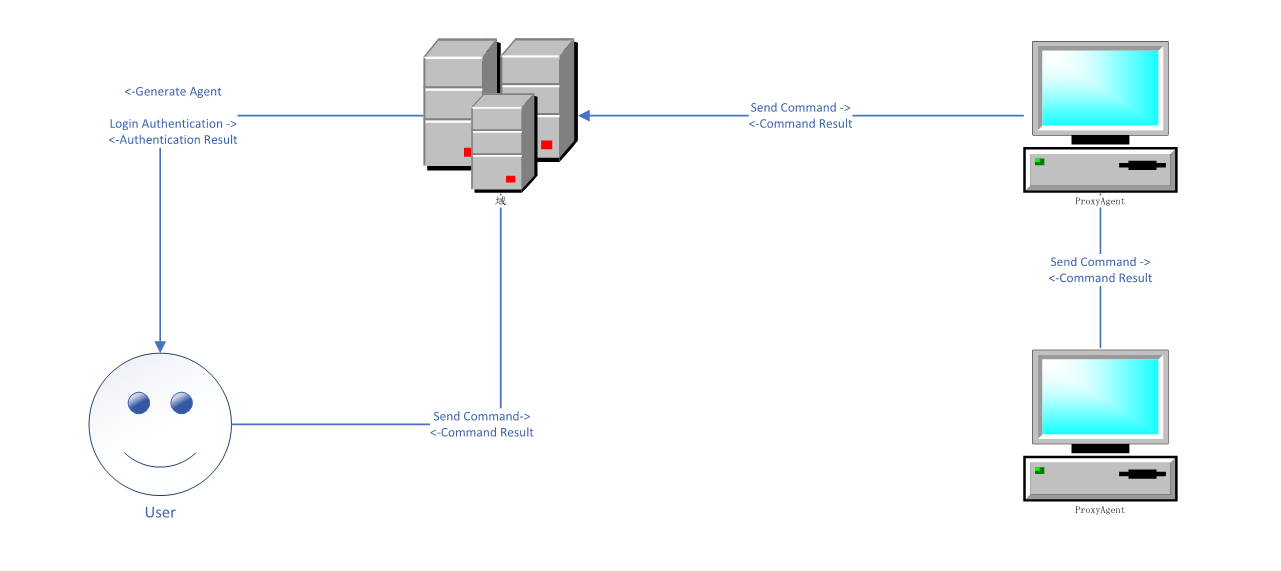 <-Generate Agent
Login Authentication ->
<-Authentication Result
Send Command ->
<-Command Result
域
ProxyAgent
Send Command ->
<-Command Result
Send Command->
<-Command Result
User
ProxyAgent